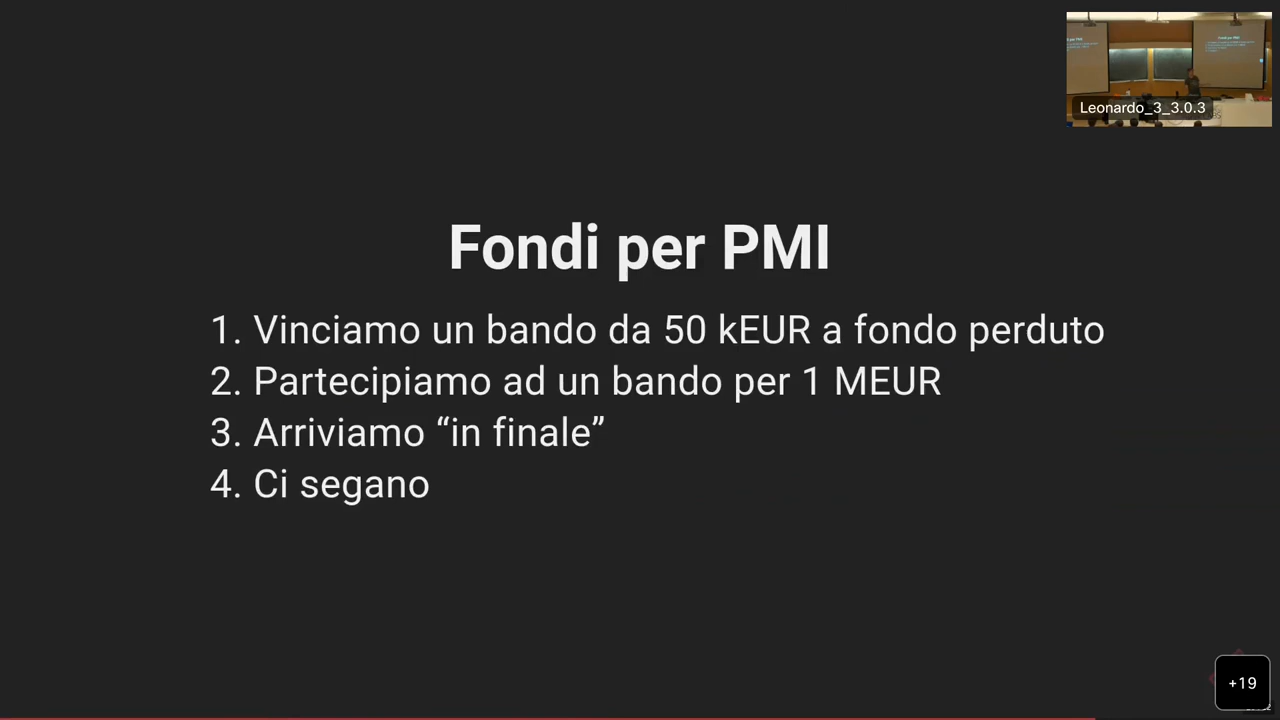 Leonardo_3_3.0.3
Fondi per PMI
1. Vinciamo un bando da 50 kEUR a fondo perduto
2. Partecipiamo ad un bando per 1 MEUR
3. Arriviamo “in finale”
4. Ci segano
+19